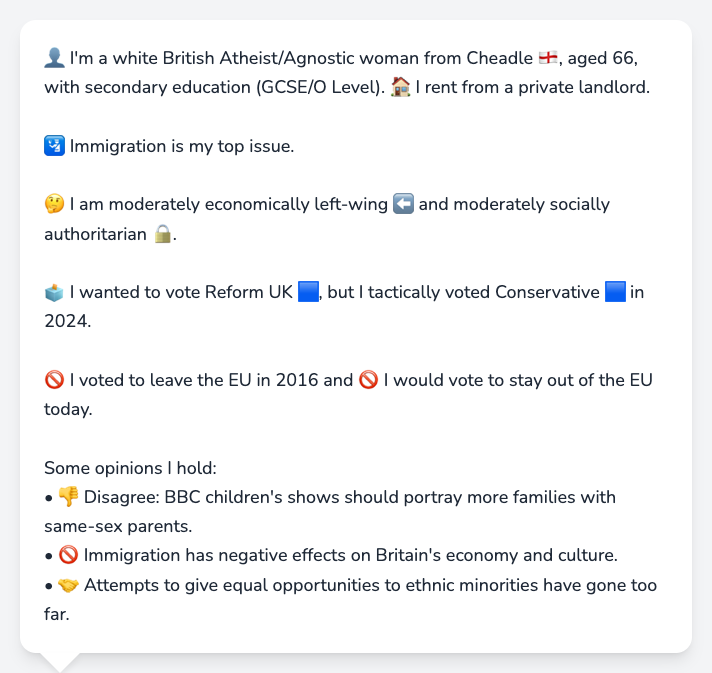 👤 I'm a white British Atheist/Agnostic woman from Cheadle 🏴󠁧󠁢󠁥󠁮󠁧󠁿, aged 66,
with secondary education (GCSE/O Level). 🏠 I rent from a private landlord.
🛂 Immigration is my top issue.
🤔 I am moderately economically left-wing ⬅️ and moderately socially
authoritarian 🔒.
🗳️ I wanted to vote Reform UK 🟦, but I tactically voted Conservative 🟦 in
2024.
🚫 I voted to leave the EU in 2016 and 🚫 I would vote to stay out of the EU
today.
Some opinions I hold:
• 👎 Disagree: BBC children's shows should portray more families with
same-sex parents.
• 🚫 Immigration has negative effects on Britain's economy and culture.
• 🤝 Attempts to give equal opportunities to ethnic minorities have gone too
far.